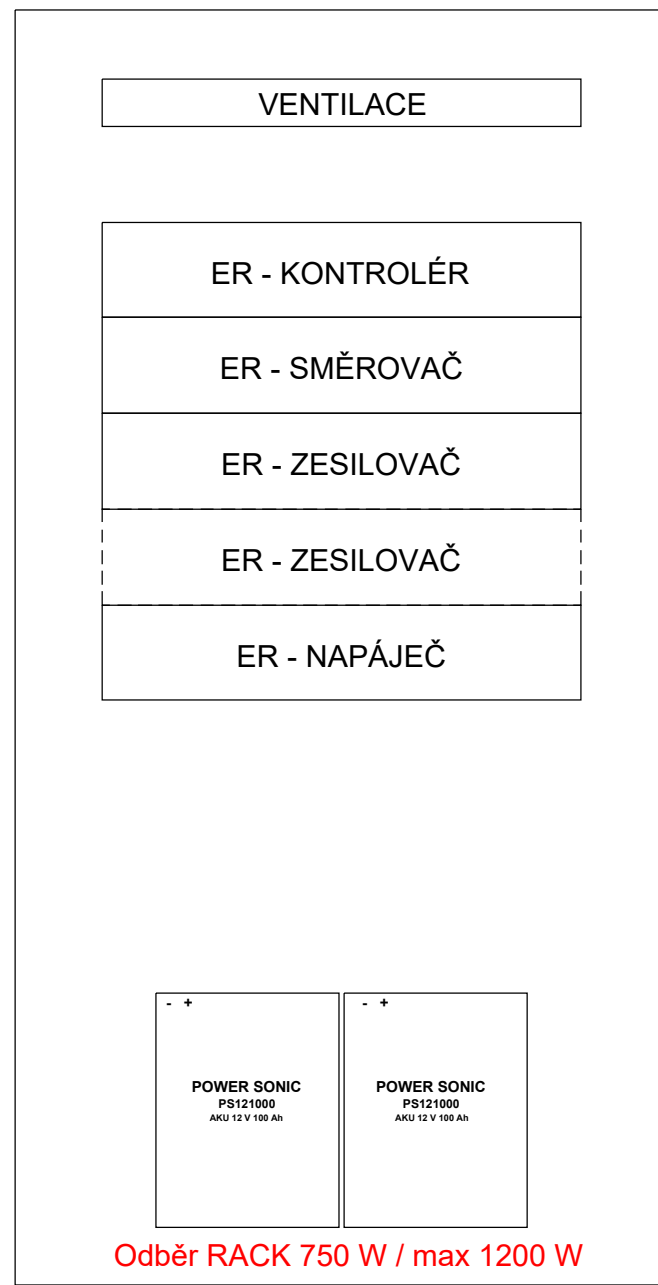 VENTILACE
ER - KONTROLÉR
ER - SMĚROVAČ
ER - ZESILOVAČ
ER - ZESILOVAČ
ER - NAPÁJEČ
- +
POWER SONIC
PS121000
AKU 12 V 100 Ah
- +
POWER SONIC
PS121000
AKU 12 V 100 Ah
Odběr RACK 750 W / max 1200 W